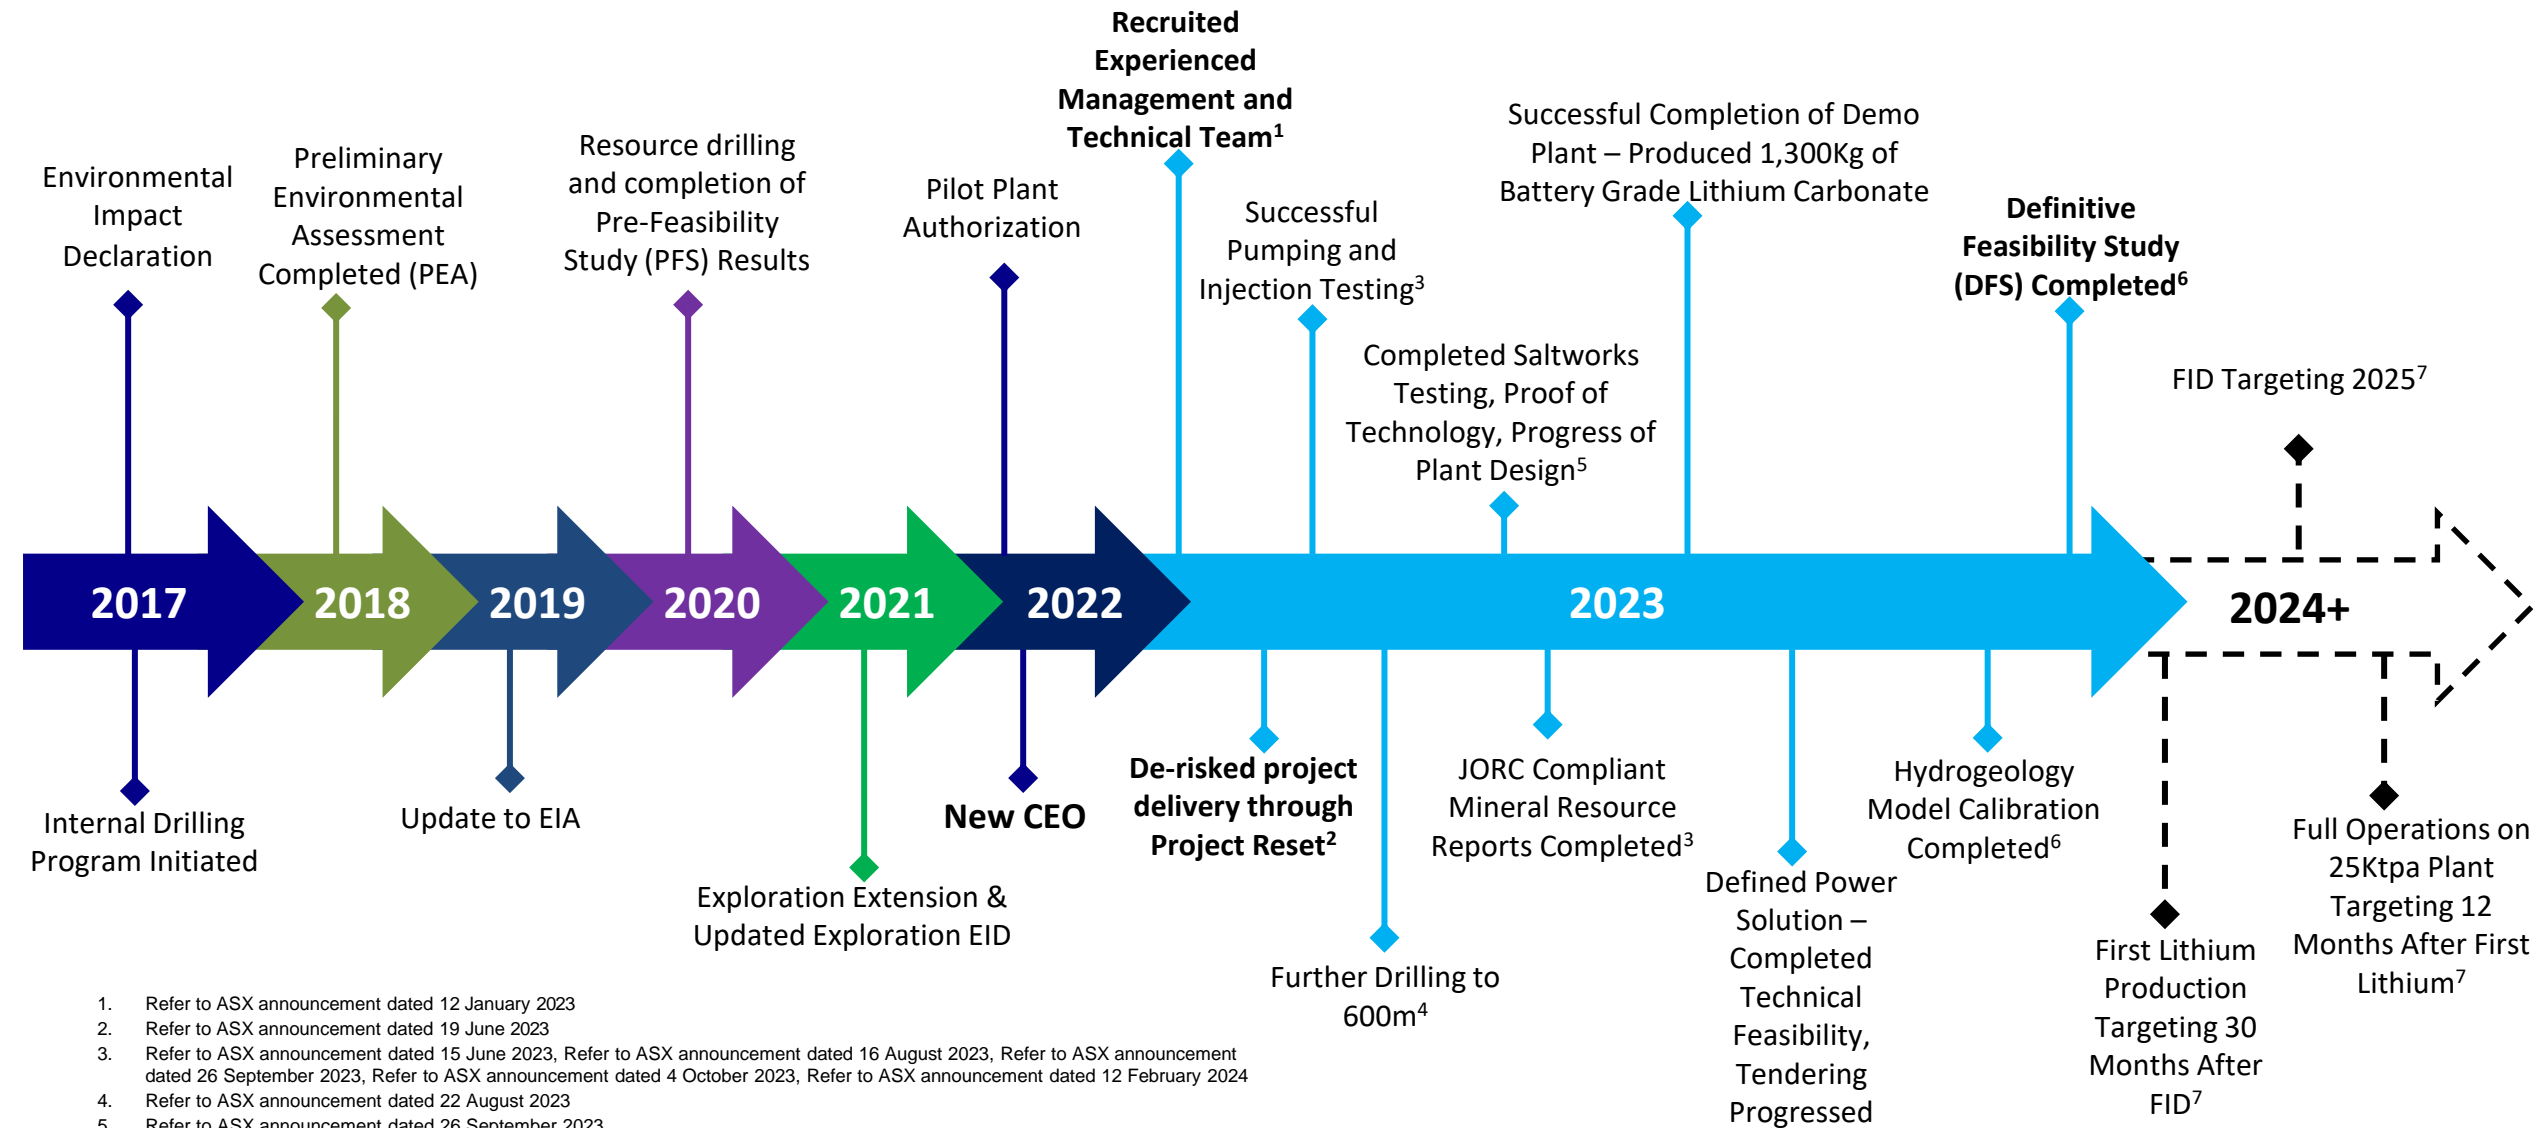 Recruited
Experienced
Management and
Technical Team1
Environmental
Impact
Declaration
Preliminary
Environmental
Assessment
Completed (PEA)
Resource drilling
and completion of
Pre-Feasibility
Study (PFS) Results
Pilot Plant
Authorization
Successful
Pumping and
Injection Testing3
Completed Saltworks
Testing, Proof of
Technology, Progress of
Plant Design5
Successful Completion of Demo
Plant – Produced 1,300Kg of
Battery Grade Lithium Carbonate
Definitive
Feasibility Study
(DFS) Completed6
FID Targeting 20257
2017
2018
2019
2020
2021
2022
2023
2024+
Internal Drilling
Program Initiated
Update to EIA
Exploration Extension &
Updated Exploration EID
New CEO
De-risked project
delivery through
Project Reset2
Further Drilling to
600m4
JORC Compliant
Mineral Resource
Reports Completed3
Defined Power
Solution –
Completed
Technical
Feasibility,
Tendering
Progressed
Hydrogeology
Model Calibration
Completed6
First Lithium
Production
Targeting 30
Months After
FID7
Full Operations on
25Ktpa Plant
Targeting 12
Months After First
Lithium7
1. Refer to ASX announcement dated 12 January 2023
2. Refer to ASX announcement dated 19 June 2023
3. Refer to ASX announcement dated 15 June 2023, Refer to ASX announcement dated 16 August 2023, Refer to ASX announcement
dated 26 September 2023, Refer to ASX announcement dated 4 October 2023, Refer to ASX announcement dated 12 February 2024
4. Refer to ASX announcement dated 22 August 2023
5. Refer to ASX announcement dated 26 September 2023